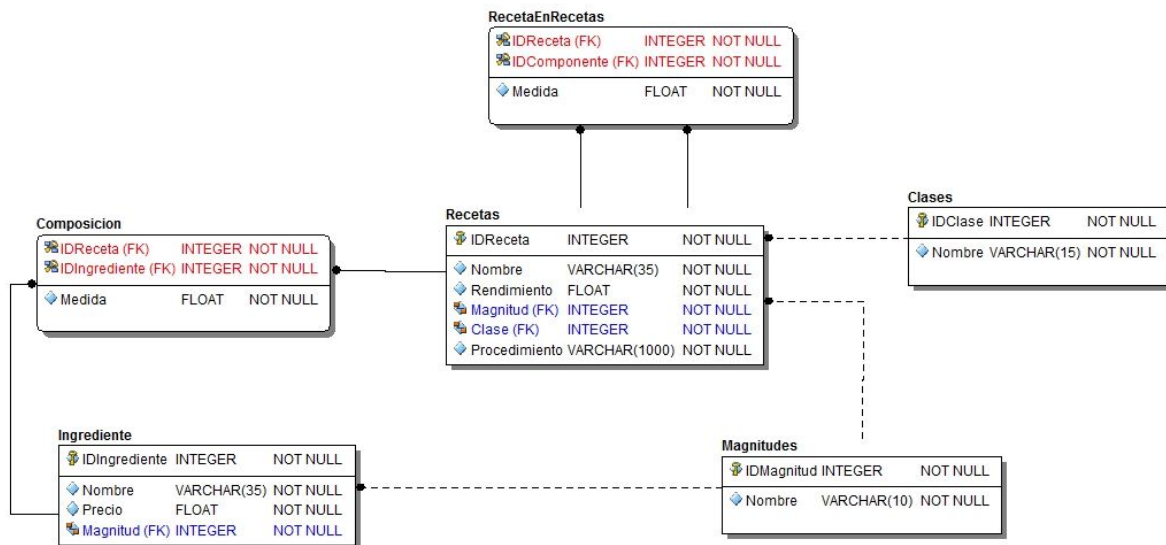 RecetaEnRecetas
IDReceta (FK) INTEGER NOT NULL
IDComponente (FK) INTEGER NOT NULL
Medida FLOAT NOT NULL
Composicion
IDReceta (FK) INTEGER NOT NULL
IDIngrediente (FK) INTEGER NOT NULL
Medida FLOAT NOT NULL
Recetas
IDReceta INTEGER NOT NULL
Nombre VARCHAR(35) NOT NULL
Rendimiento FLOAT NOT NULL
Magnitud (FK) INTEGER NOT NULL
Clase (FK) INTEGER NOT NULL
Procedimiento VARCHAR(1000) NOT NULL
Clases
IDClase INTEGER NOT NULL
Nombre VARCHAR(15) NOT NULL
Ingrediente
IDIngrediente INTEGER NOT NULL
Nombre VARCHAR(35) NOT NULL
Precio FLOAT NOT NULL
Magnitud (FK) INTEGER NOT NULL
Magnitudes
IDMagnitud INTEGER NOT NULL
Nombre VARCHAR(10) NOT NULL